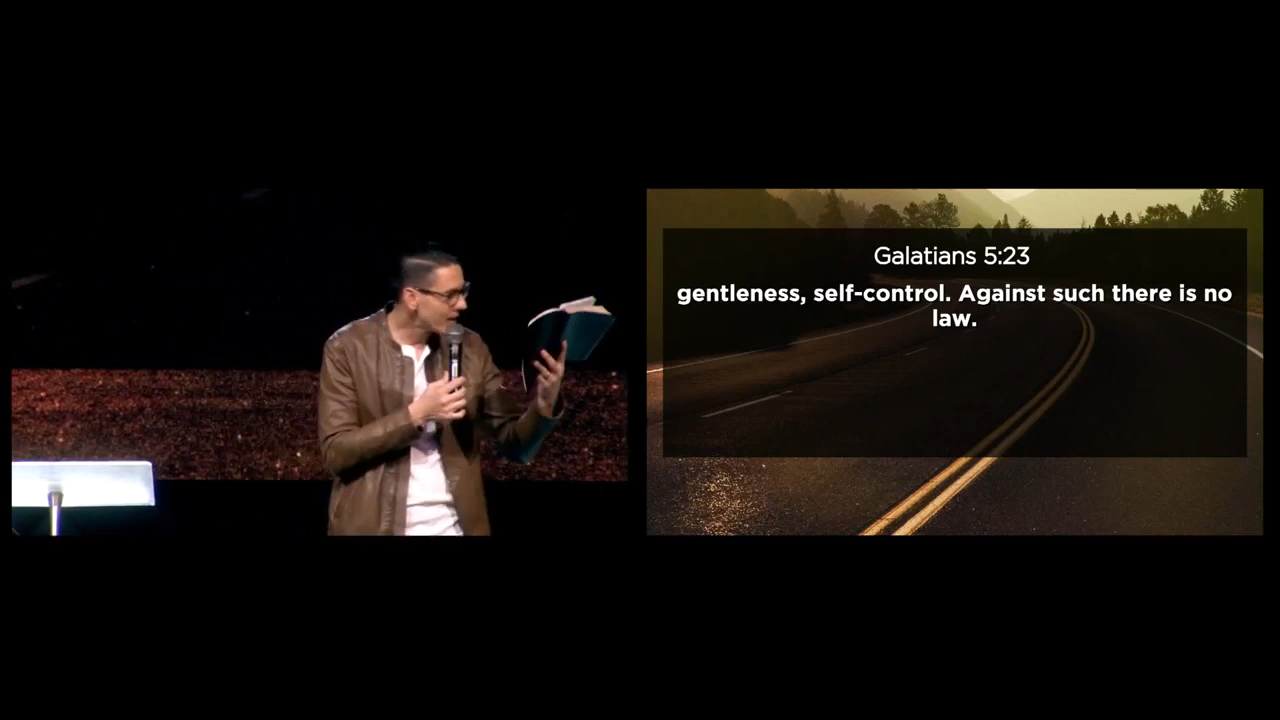 Galatians 5:23
gentleness, self-control. Against such there is no
law.